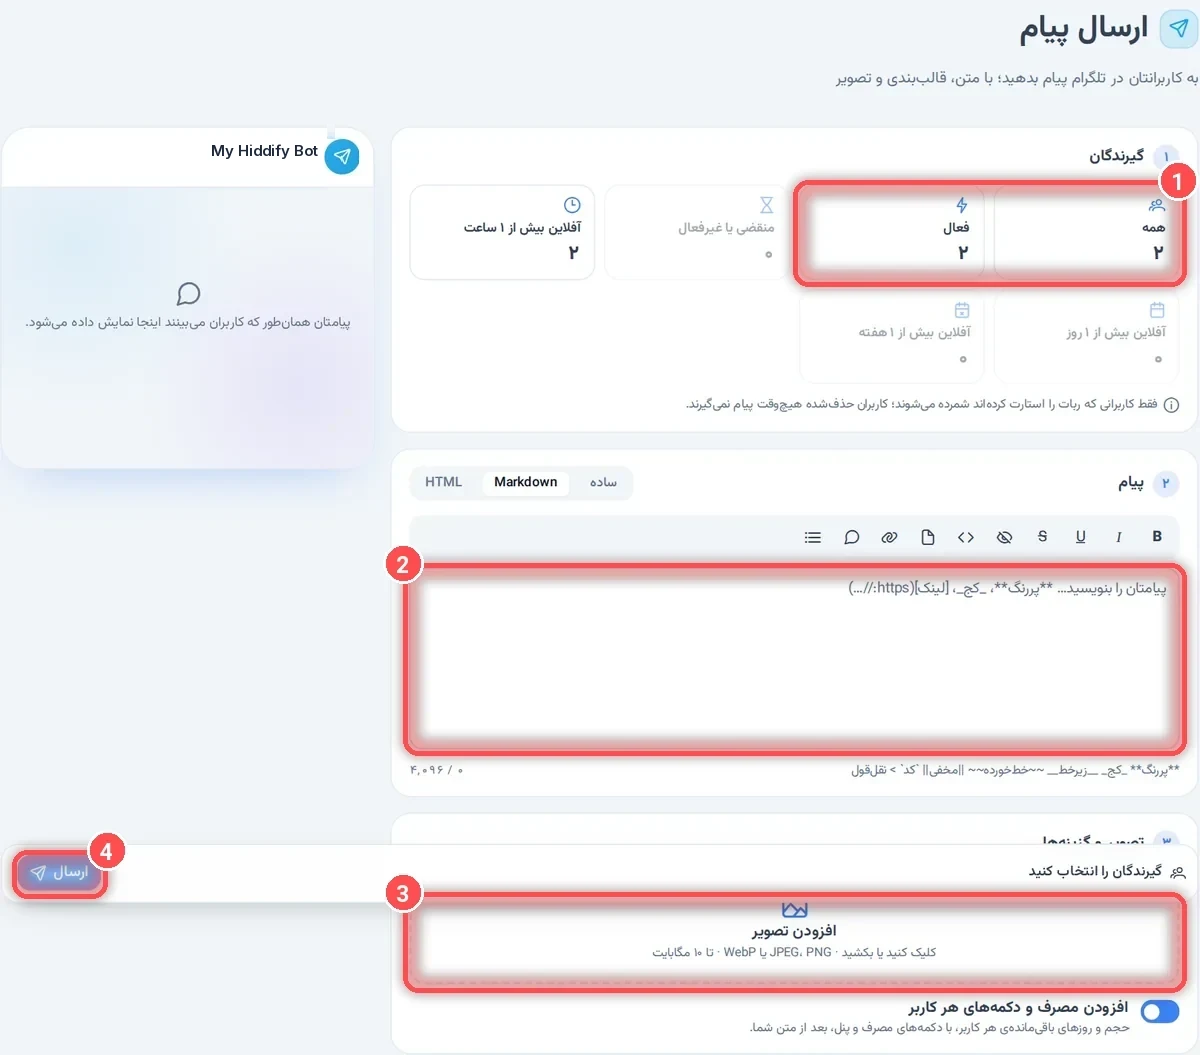 ارسال پیام
به کاربرانتان در تلگرام پیام بدهید؛ با متن، قالب‌بندی و تصویر
۱ گیرندگان
1
همه
۲
فعال
۲
منقضی یا غیرفعال
۰
آفلاین بیش از ۱ ساعت
۲
آفلاین بیش از ۱ روز
۰
آفلاین بیش از ۱ هفته
۰
فقط کاربرانی که ربات را استارت کرده‌اند شمرده می‌شوند؛ کاربران حذف‌شده هیچ‌وقت پیام نمی‌گیرند.
My Hiddify Bot
پیامتان همان‌طور که کاربران می‌بینند اینجا نمایش داده می‌شود.
۲ پیام
ساده Markdown HTML
B I U S
2
پیامتان را بنویسید... **پررنگ**، _کج_، [لینک](https://...)
**پررنگ** _کج_ __زیرخط__ ~~خط‌خورده~~ ||مخفی|| `کد` > نقل‌قول
۰ / ۴,۰۹۶
۳ تصویر و گزینه‌ها
گیرندگان را انتخاب کنید
ارسال
4
3
افزودن تصویر
کلیک کنید یا بکشید · JPEG، PNG یا WebP · تا ۱۰ مگابایت
افزودن مصرف و دکمه‌های هر کاربر
حجم و روزهای باقی‌مانده‌ی هر کاربر، با دکمه‌های مصرف و پنل، بعد از متن شما.